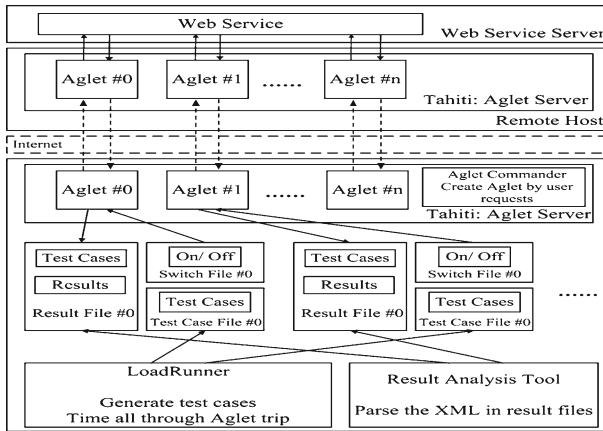 Web Service
Web Service Server
Aglet #0
Aglet #1
......
Aglet #n
Tahiti: Aglet Server
Remote Host
Internet
Aglet #0
Aglet #1
......
Aglet #n
Aglet Commander
Create Aglet by user
requests
Tahiti: Aglet Server
Test Cases
Results
Result File #0
On/ Off
Switch File #0
Test Cases
Test Case File #0
Test Cases
Results
Result File #0
On/ Off
Switch File #0
Test Cases
Test Case File #0
......
LoadRunner
Generate test cases
Time all through Aglet trip
Result Analysis Tool
Parse the XML in result files